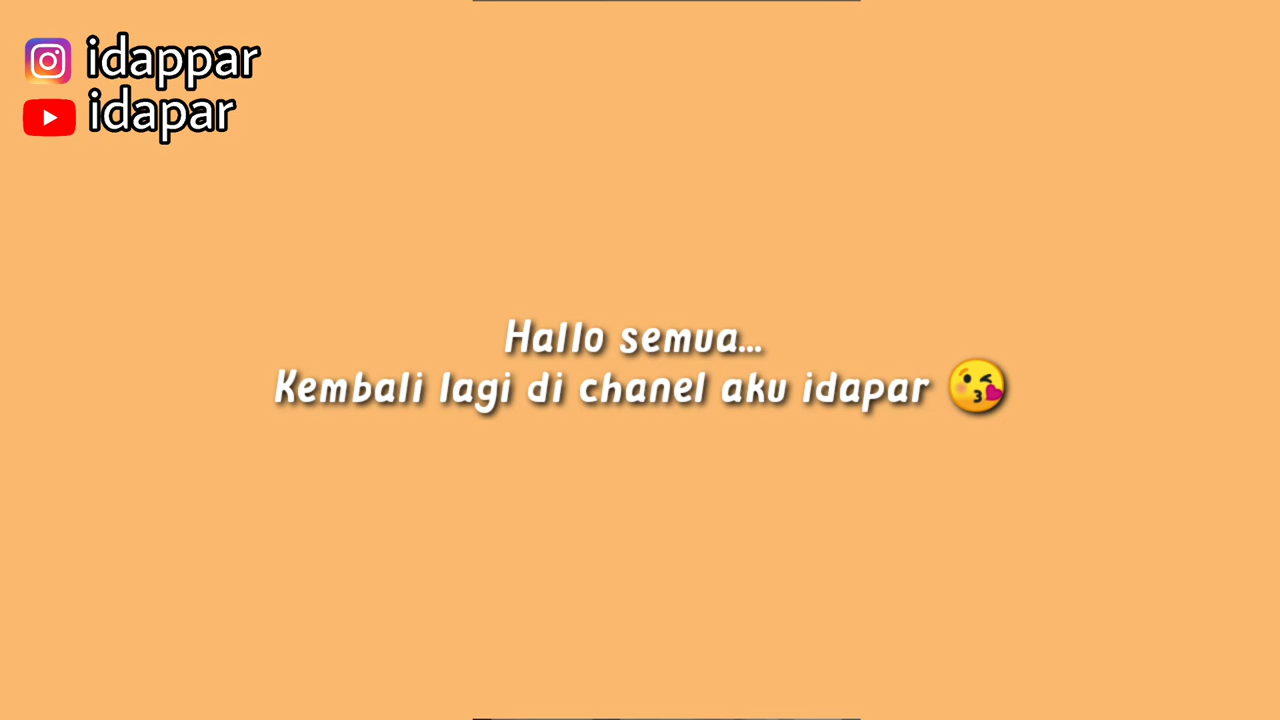 idappar
idapar
Hallo semua...
Kembali lagi di chanel aku idapar 😘